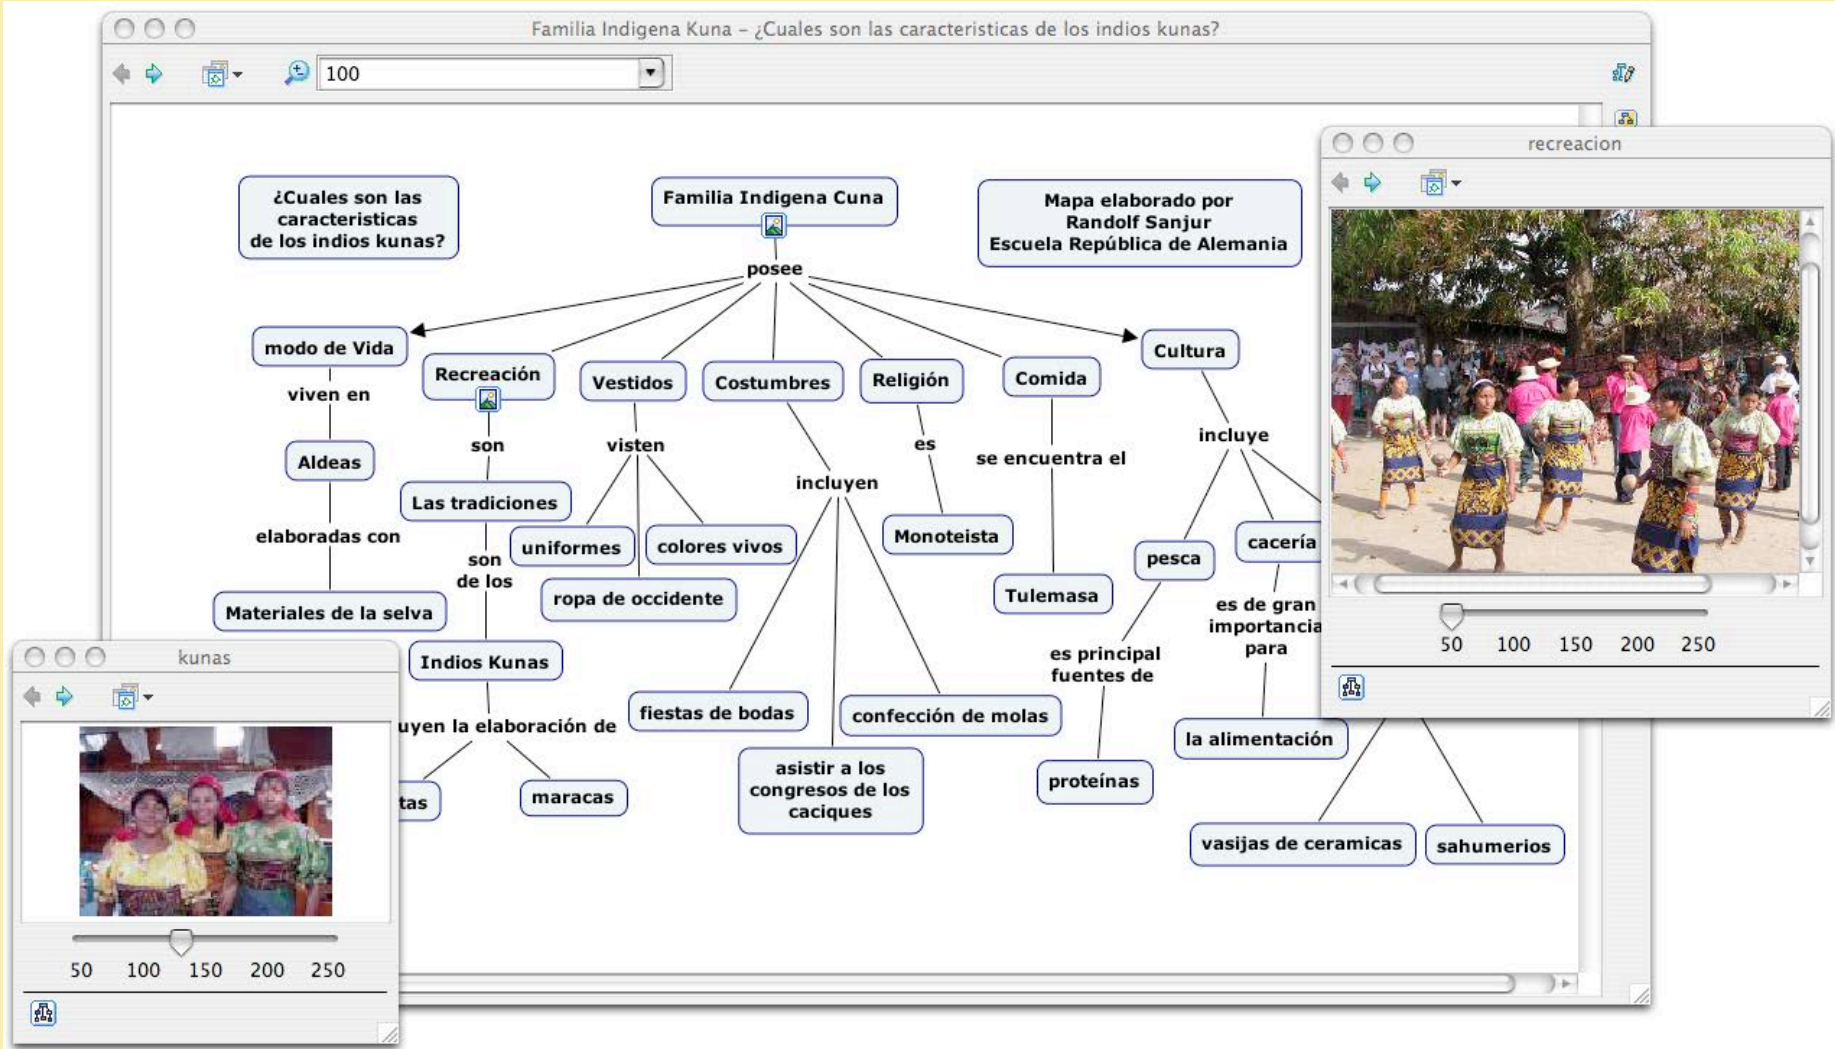 Familia Indigena Kuna – ¿Cuales son las caracteristicas de los indios kunas?
100
¿Cuales son las
caracteristicas
de los indios kunas?
Familia Indigena Cuna
Mapa elaborado por
Randolf Sanjur
Escuela República de Alemania
posee
modo de Vida
Recreación
Vestidos
Costumbres
Religión
Comida
Cultura
viven en
son
visten
incluyen
es
se encuentra el
incluye
Aldeas
Las tradiciones
uniformes
colores vivos
ropa de occidente
Monoteista
Tulemasa
pesca
cacería
elaboradas con
son
de los
Materiales de la selva
Indios Kunas
es principal
fuentes de
es de gran
importancia
para
la elaboración de
maracas
fiestas de bodas
confección de molas
asistir a los
congresos de los
caciques
proteínas
la alimentación
vasijas de ceramicas
sahumerios
recreacion
50 100 150 200 250
kunas
50 100 150 200 250